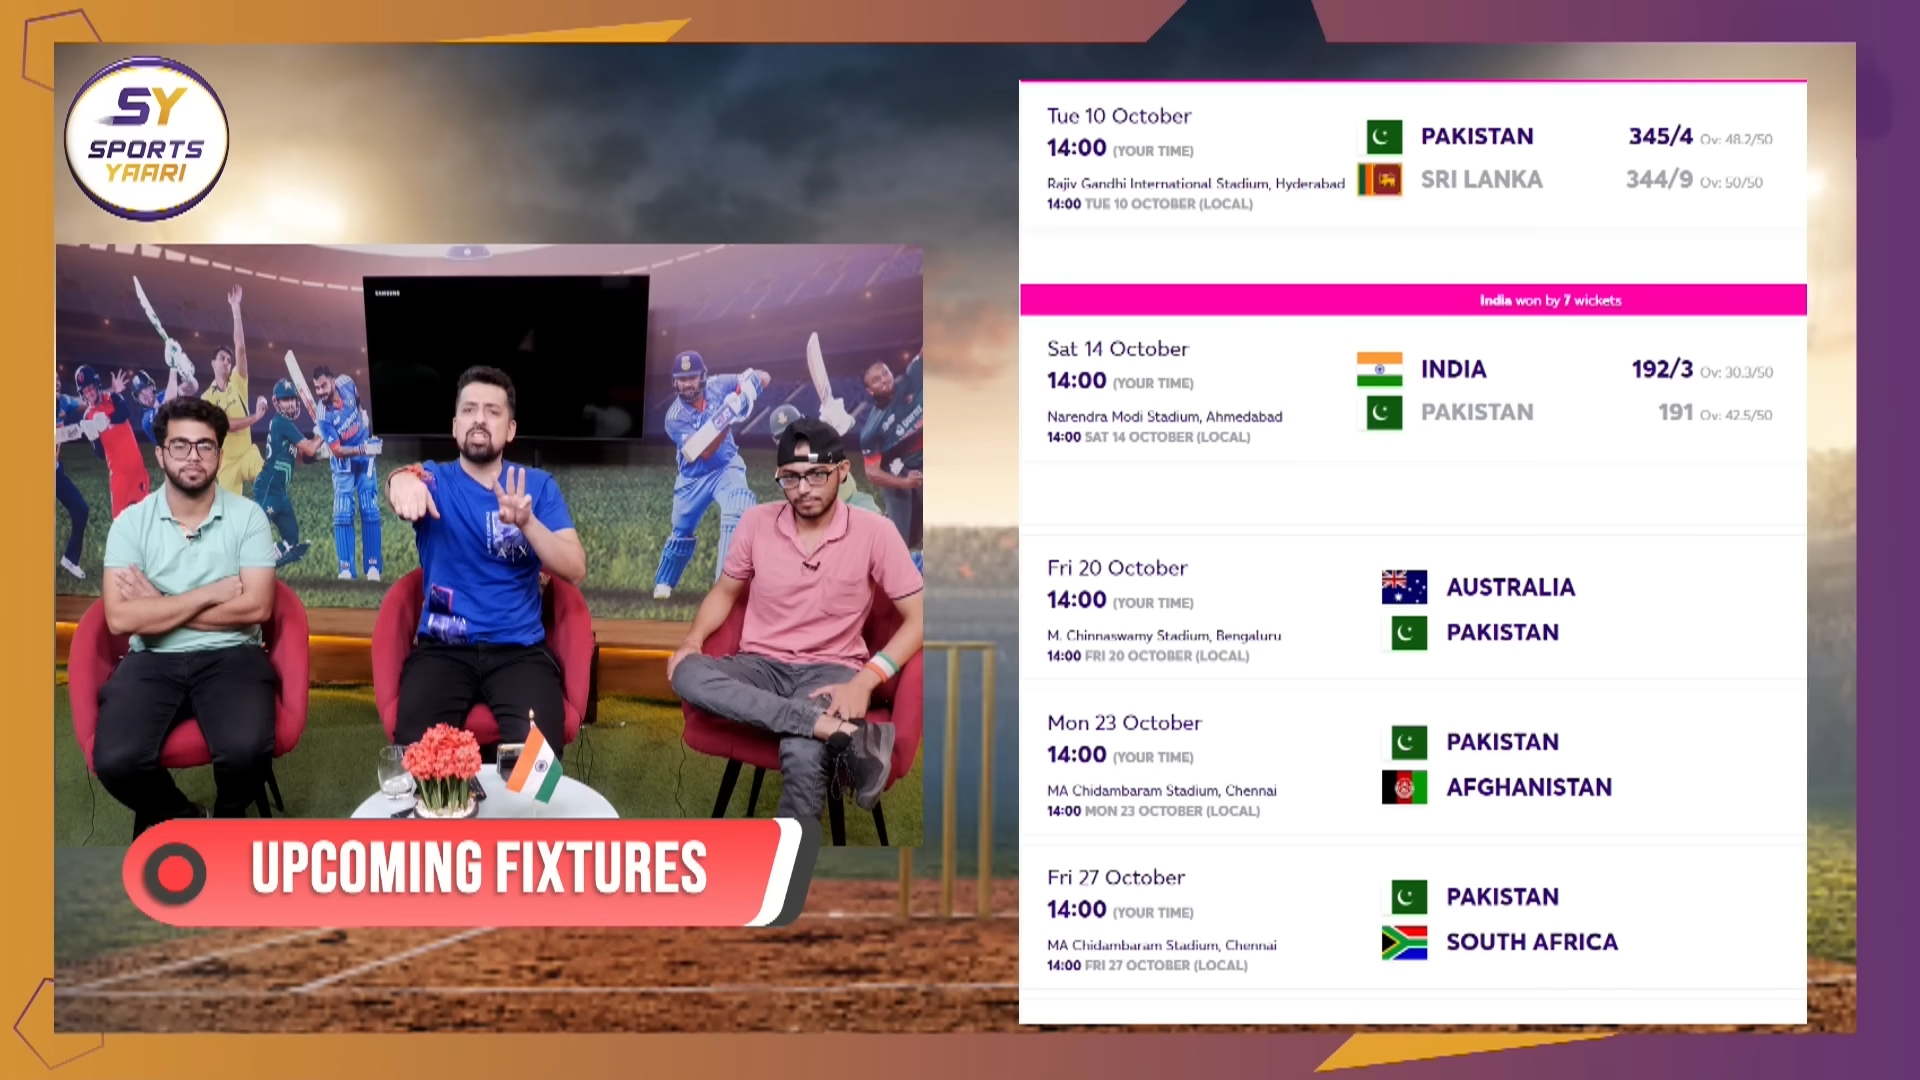 SY
SPORTS
YAARI
SAMSUNG
UPCOMING FIXTURES
Tue 10 October
14:00 (YOUR TIME)
Rajiv Gandhi International Stadium, Hyderabad
14:00 TUE 10 OCTOBER (LOCAL)
PAKISTAN 345/4 Ov: 48.2/50
SRI LANKA 344/9 Ov: 50/50
India won by 7 wickets
Sat 14 October
14:00 (YOUR TIME)
Narendra Modi Stadium, Ahmedabad
14:00 SAT 14 OCTOBER (LOCAL)
INDIA 192/3 Ov: 30.3/50
PAKISTAN 191 Ov: 42.5/50
Fri 20 October
14:00 (YOUR TIME)
M. Chinnaswamy Stadium, Bengaluru
14:00 FRI 20 OCTOBER (LOCAL)
AUSTRALIA
PAKISTAN
Mon 23 October
14:00 (YOUR TIME)
MA Chidambaram Stadium, Chennai
14:00 MON 23 OCTOBER (LOCAL)
PAKISTAN
AFGHANISTAN
Fri 27 October
14:00 (YOUR TIME)
MA Chidambaram Stadium, Chennai
14:00 FRI 27 OCTOBER (LOCAL)
PAKISTAN
SOUTH AFRICA